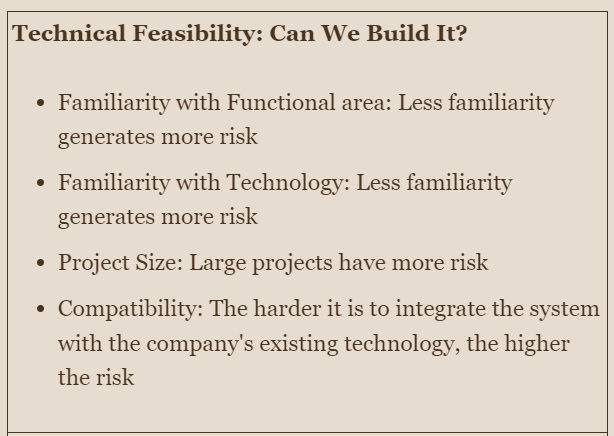 Technical Feasibility: Can We Build It?
• Familiarity with Functional area: Less familiarity
generates more risk
• Familiarity with Technology: Less familiarity
generates more risk
• Project Size: Large projects have more risk
• Compatibility: The harder it is to integrate the system
with the company's existing technology, the higher
the risk